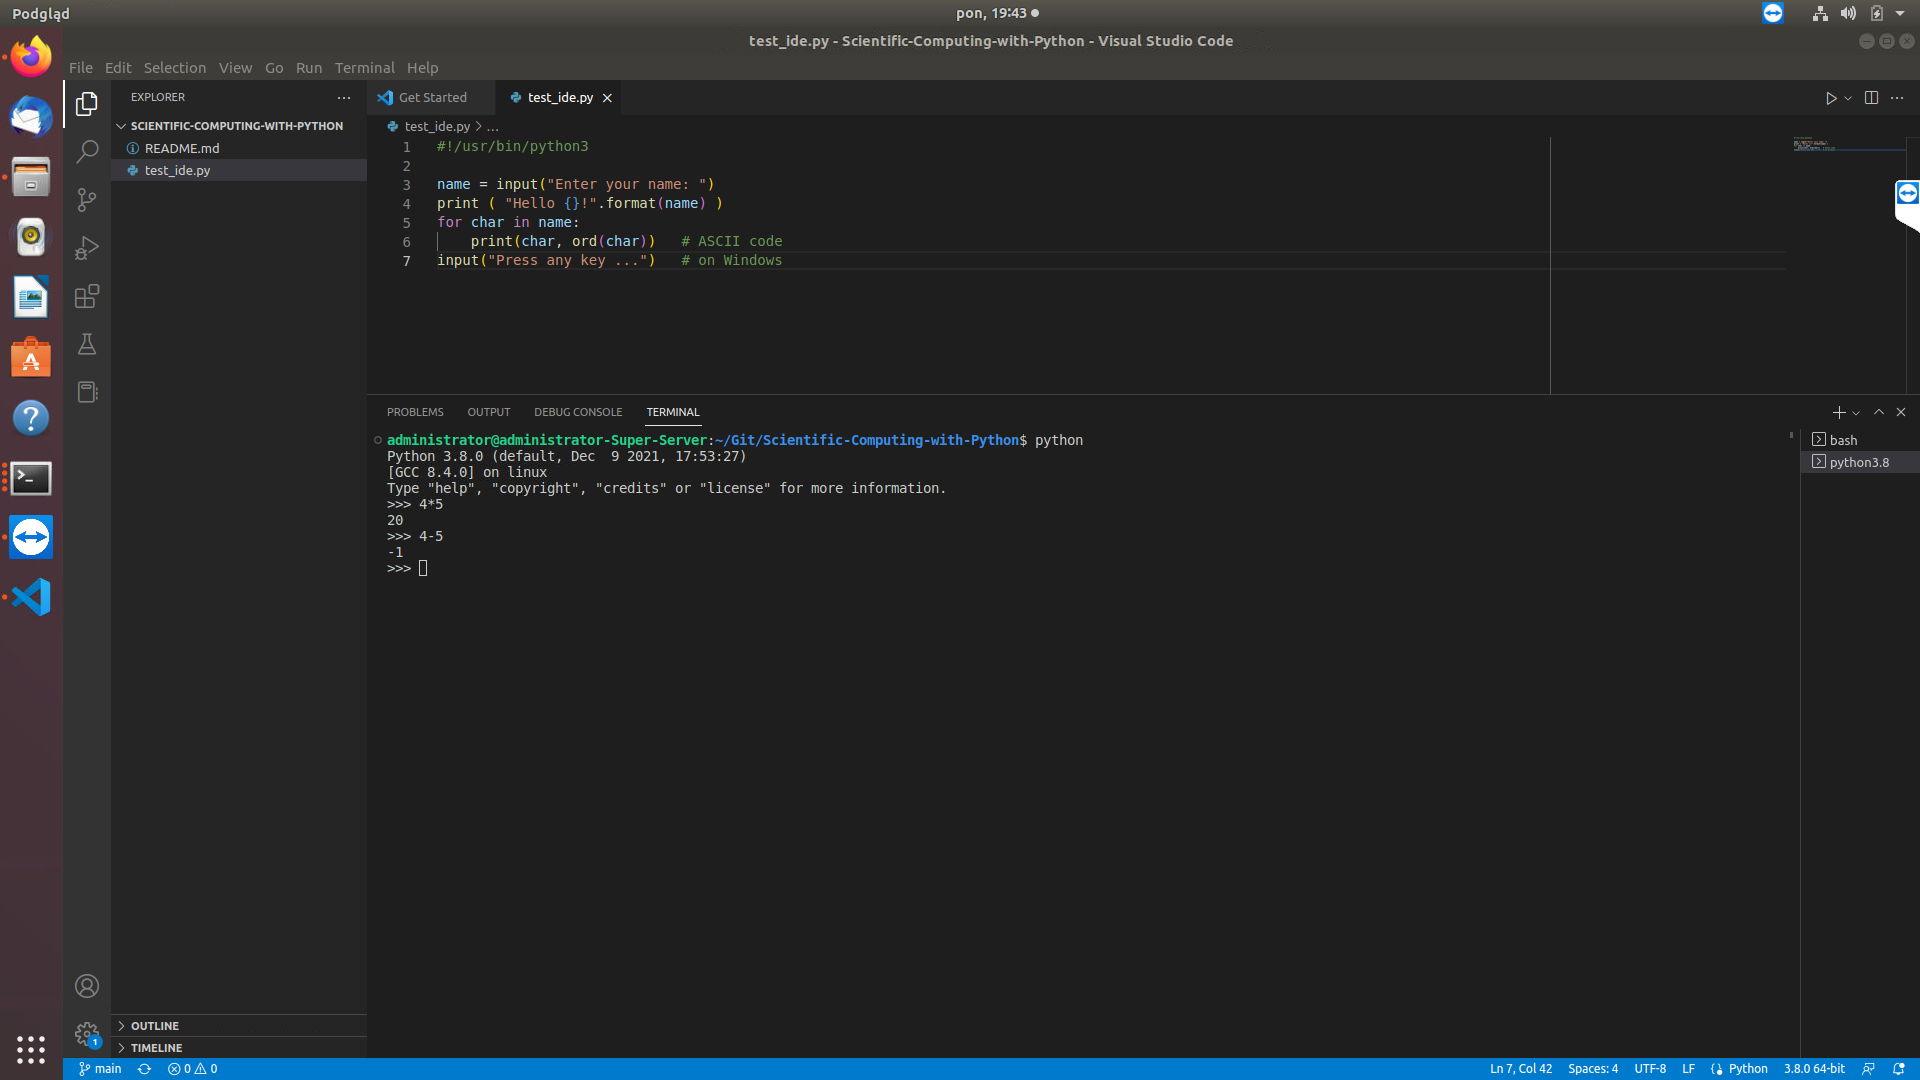 Podgląd
pon, 19:43
test_ide.py - Scientific-Computing-with-Python - Visual Studio Code
File Edit Selection View Go Run Terminal Help
EXPLORER
SCIENTIFIC-COMPUTING-WITH-PYTHON
README.md
test_ide.py
OUTLINE
TIMELINE
Get Started
test_ide.py
test_ide.py > ...
1 #!/usr/bin/python3
2
3 name = input("Enter your name: ")
4 print ( "Hello {}!".format(name) )
5 for char in name:
6     print(char, ord(char))   # ASCII code
7 input("Press any key ...")   # on Windows
PROBLEMS OUTPUT DEBUG CONSOLE TERMINAL
administrator@administrator-Super-Server:~/Git/Scientific-Computing-with-Python$ python
Python 3.8.0 (default, Dec  9 2021, 17:53:27)
[GCC 8.4.0] on linux
Type "help", "copyright", "credits" or "license" for more information.
>>> 4*5
20
>>> 4-5
-1
>>>
bash
python3.8
1
main 0 0 Ln 7, Col 42 Spaces: 4 UTF-8 LF Python 3.8.0 64-bit